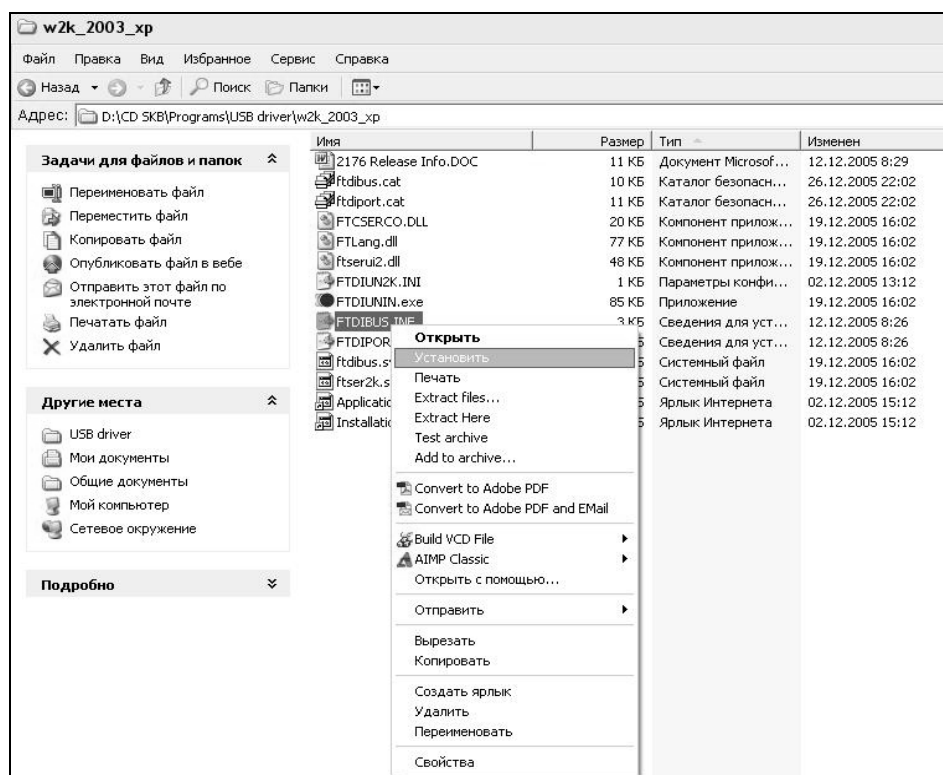 w2k_2003_xp
Файл Правка Вид Избранное Сервис Справка
Назад Поиск Папки
Адрес: D:\CD SKB\Programs\USB driver\w2k_2003_xp
Задачи для файлов и папок
Переименовать файл
Переместить файл
Копировать файл
Опубликовать файл в вебе
Отправить этот файл по
электронной почте
Печатать файл
Удалить файл
Другие места
USB driver
Мои документы
Общие документы
Мой компьютер
Сетевое окружение
Подробно
Имя Размер Тип Изменен
2176 Release Info.DOC 11 КБ Документ Microsof... 12.12.2005 8:29
ftdibus.cat 10 КБ Каталог безопасн... 26.12.2005 22:02
ftdiport.cat 11 КБ Каталог безопасн... 26.12.2005 22:02
FTCSERCO.DLL 20 КБ Компонент прилож... 19.12.2005 16:02
FTLang.dll 77 КБ Компонент прилож... 19.12.2005 16:02
ftserui2.dll 48 КБ Компонент прилож... 19.12.2005 16:02
FTDIUN2K.INI 1 КБ Параметры конфи... 02.12.2005 13:12
FTDIUNIN.exe 85 КБ Приложение 19.12.2005 16:02
FTDIBUS.INF 3 КБ Сведения для уст... 12.12.2005 8:26
FTDIPOR Б Сведения для уст... 12.12.2005 8:26
ftdibus.s Б Системный файл 19.12.2005 16:02
ftser2k.s Б Системный файл 19.12.2005 16:02
Applicatio Б Ярлык Интернета 02.12.2005 15:12
Installatio Б Ярлык Интернета 02.12.2005 15:12
Открыть
Установить
Печать
Extract files...
Extract Here
Test archive
Add to archive...
Convert to Adobe PDF
Convert to Adobe PDF and EMail
Build VCD File
AIMP Classic
Открыть с помощью...
Отправить
Вырезать
Копировать
Создать ярлык
Удалить
Переименовать
Свойства